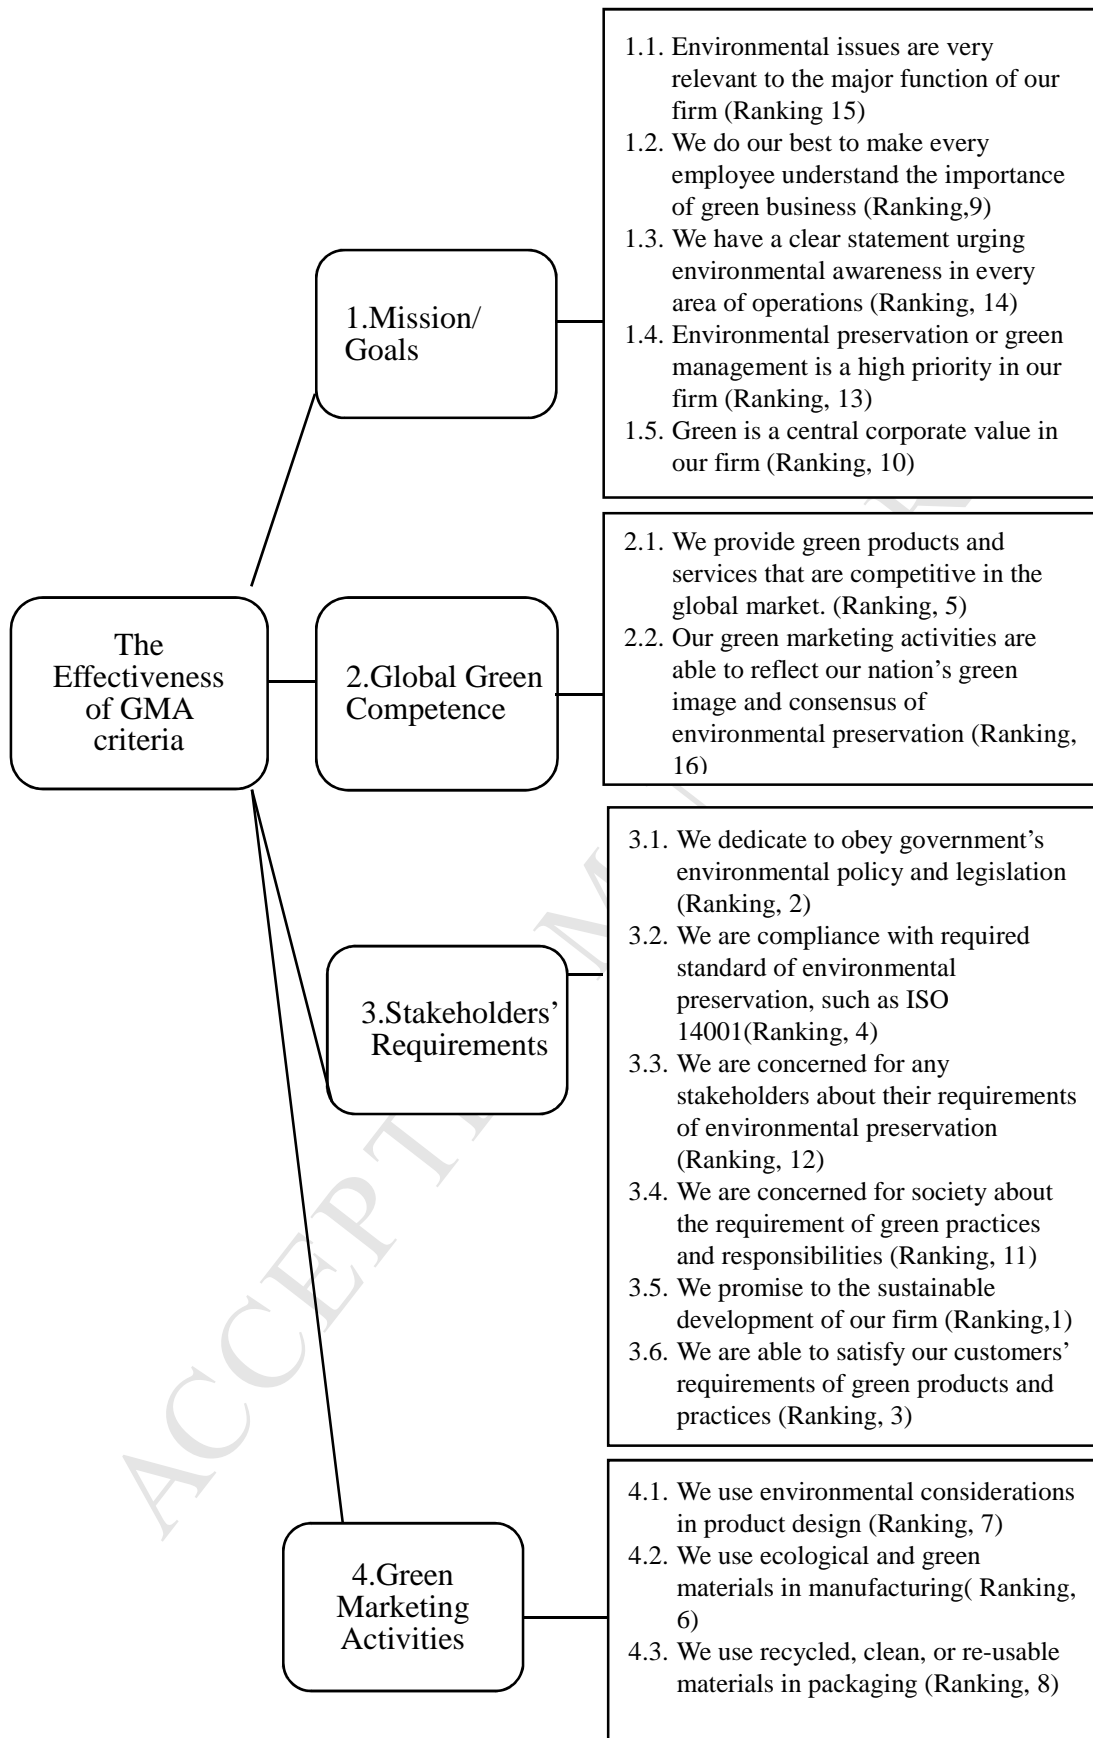 1.1. Environmental issues are very
relevant to the major function of our
firm (Ranking 15)
1.2. We do our best to make every
employee understand the importance
of green business (Ranking,9)
1.3. We have a clear statement urging
environmental awareness in every
area of operations (Ranking, 14)
1.4. Environmental preservation or green
management is a high priority in our
firm (Ranking, 13)
1.5. Green is a central corporate value in
our firm (Ranking, 10)
1.Mission/
Goals
2.1. We provide green products and
services that are competitive in the
global market. (Ranking, 5)
2.2. Our green marketing activities are
able to reflect our nation’s green
image and consensus of
environmental preservation (Ranking,
16)
The
Effectiveness
of GMA
criteria
2.Global Green
Competence
3.1. We dedicate to obey government’s
environmental policy and legislation
(Ranking, 2)
3.2. We are compliance with required
standard of environmental
preservation, such as ISO
14001(Ranking, 4)
3.3. We are concerned for any
stakeholders about their requirements
of environmental preservation
(Ranking, 12)
3.4. We are concerned for society about
the requirement of green practices
and responsibilities (Ranking, 11)
3.5. We promise to the sustainable
development of our firm (Ranking,1)
3.6. We are able to satisfy our customers’
requirements of green products and
practices (Ranking, 3)
3.Stakeholders’
Requirements
4.1. We use environmental considerations
in product design (Ranking, 7)
4.2. We use ecological and green
materials in manufacturing( Ranking,
6)
4.3. We use recycled, clean, or re-usable
materials in packaging (Ranking, 8)
4.Green
Marketing
Activities